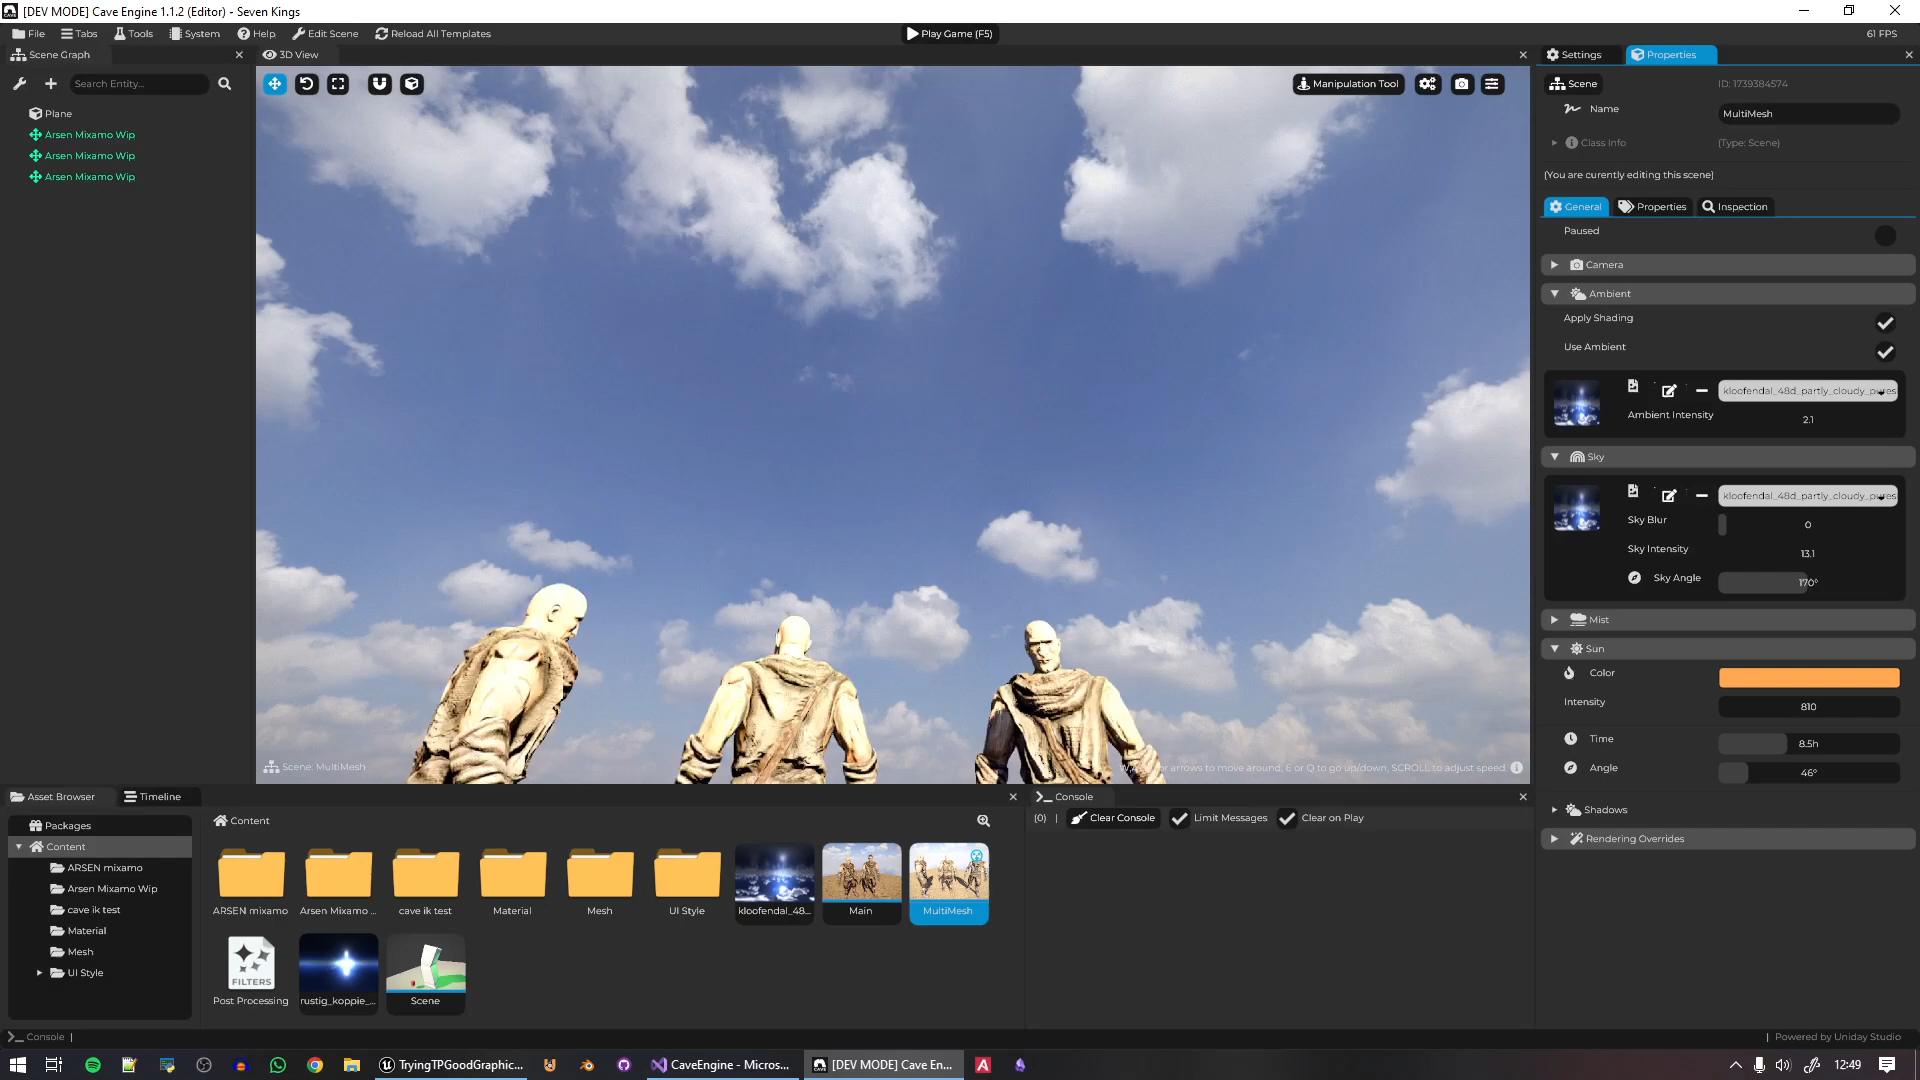 [DEV MODE] Cave Engine 1.1.2 (Editor) - Seven Kings
File Tabs Tools System Help Edit Scene Reload All Templates
Play Game (F5)
61 FPS
Scene Graph
3D View
Settings
Properties
Search Entity...
Manipulation Tool
Scene
ID: 1739384574
Plane
Arsen Mixamo Wip
Arsen Mixamo Wip
Arsen Mixamo Wip
Name
MultiMesh
Class Info
(Type: Scene)
(You are curently editing this scene)
General Properties Inspection
Paused
Camera
Ambient
Apply Shading
Use Ambient
kloofendal_48d_partly_cloudy_pures
Ambient Intensity
2.1
Sky
kloofendal_48d_partly_cloudy_pures
Sky Blur
0
Sky Intensity
13.1
Sky Angle
170°
Mist
Sun
Color
Intensity
810
Time
8.5h
Angle
46°
Shadows
Rendering Overrides
Scene: MultiMesh
or arrows to move around, E or Q to go up/down, SCROLL to adjust speed.
Asset Browser
Timeline
Packages
Content
ARSEN mixamo
Arsen Mixamo Wip
cave ik test
Material
Mesh
UI Style
Content
ARSEN mixamo
Arsen Mixamo ...
cave ik test
Material
Mesh
UI Style
kloofendal_48...
Main
MultiMesh
FILTERS
Post Processing
rustig_koppie_...
Scene
Console
(0) | Clear Console Limit Messages Clear on Play
Console |
| Powered by Uniday Studio
TryingTPGoodGraphic...
CaveEngine - Micros...
[DEV MODE] Cave En...
12:49